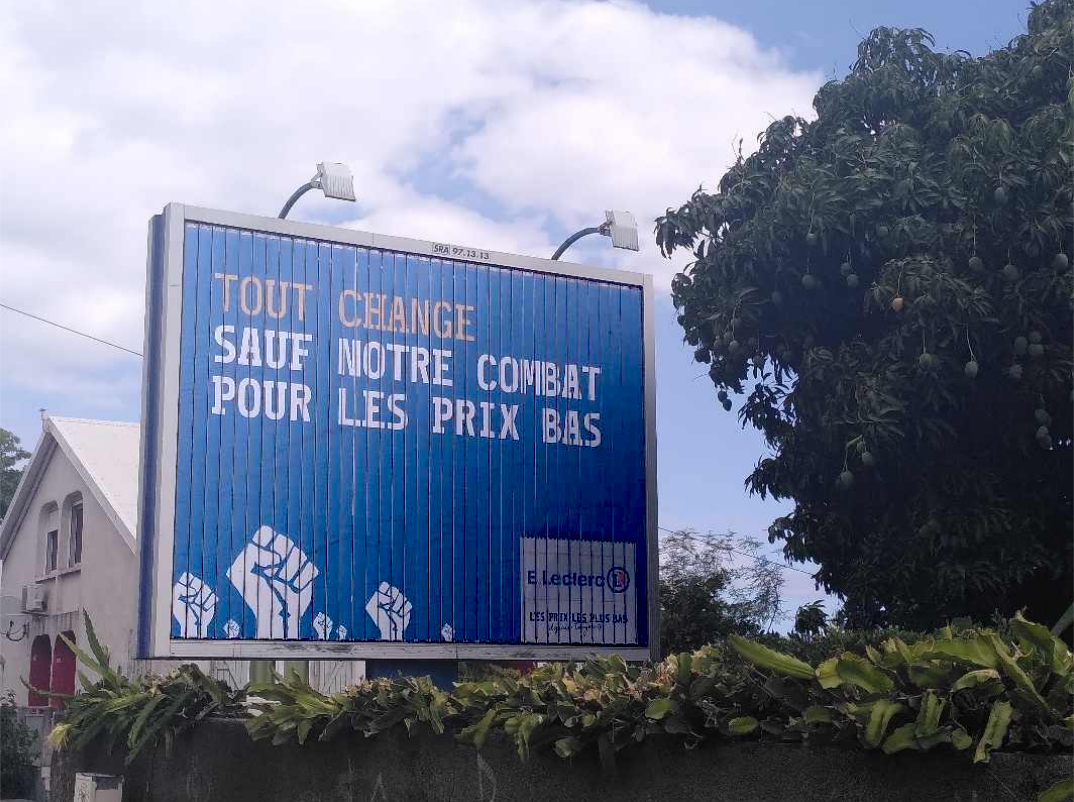 SRA 97.13.13
TOUT CHANGE
SAUF NOTRE COMBAT
POUR LES PRIX BAS
E.Leclerc L
LES PRIX LES PLUS BAS